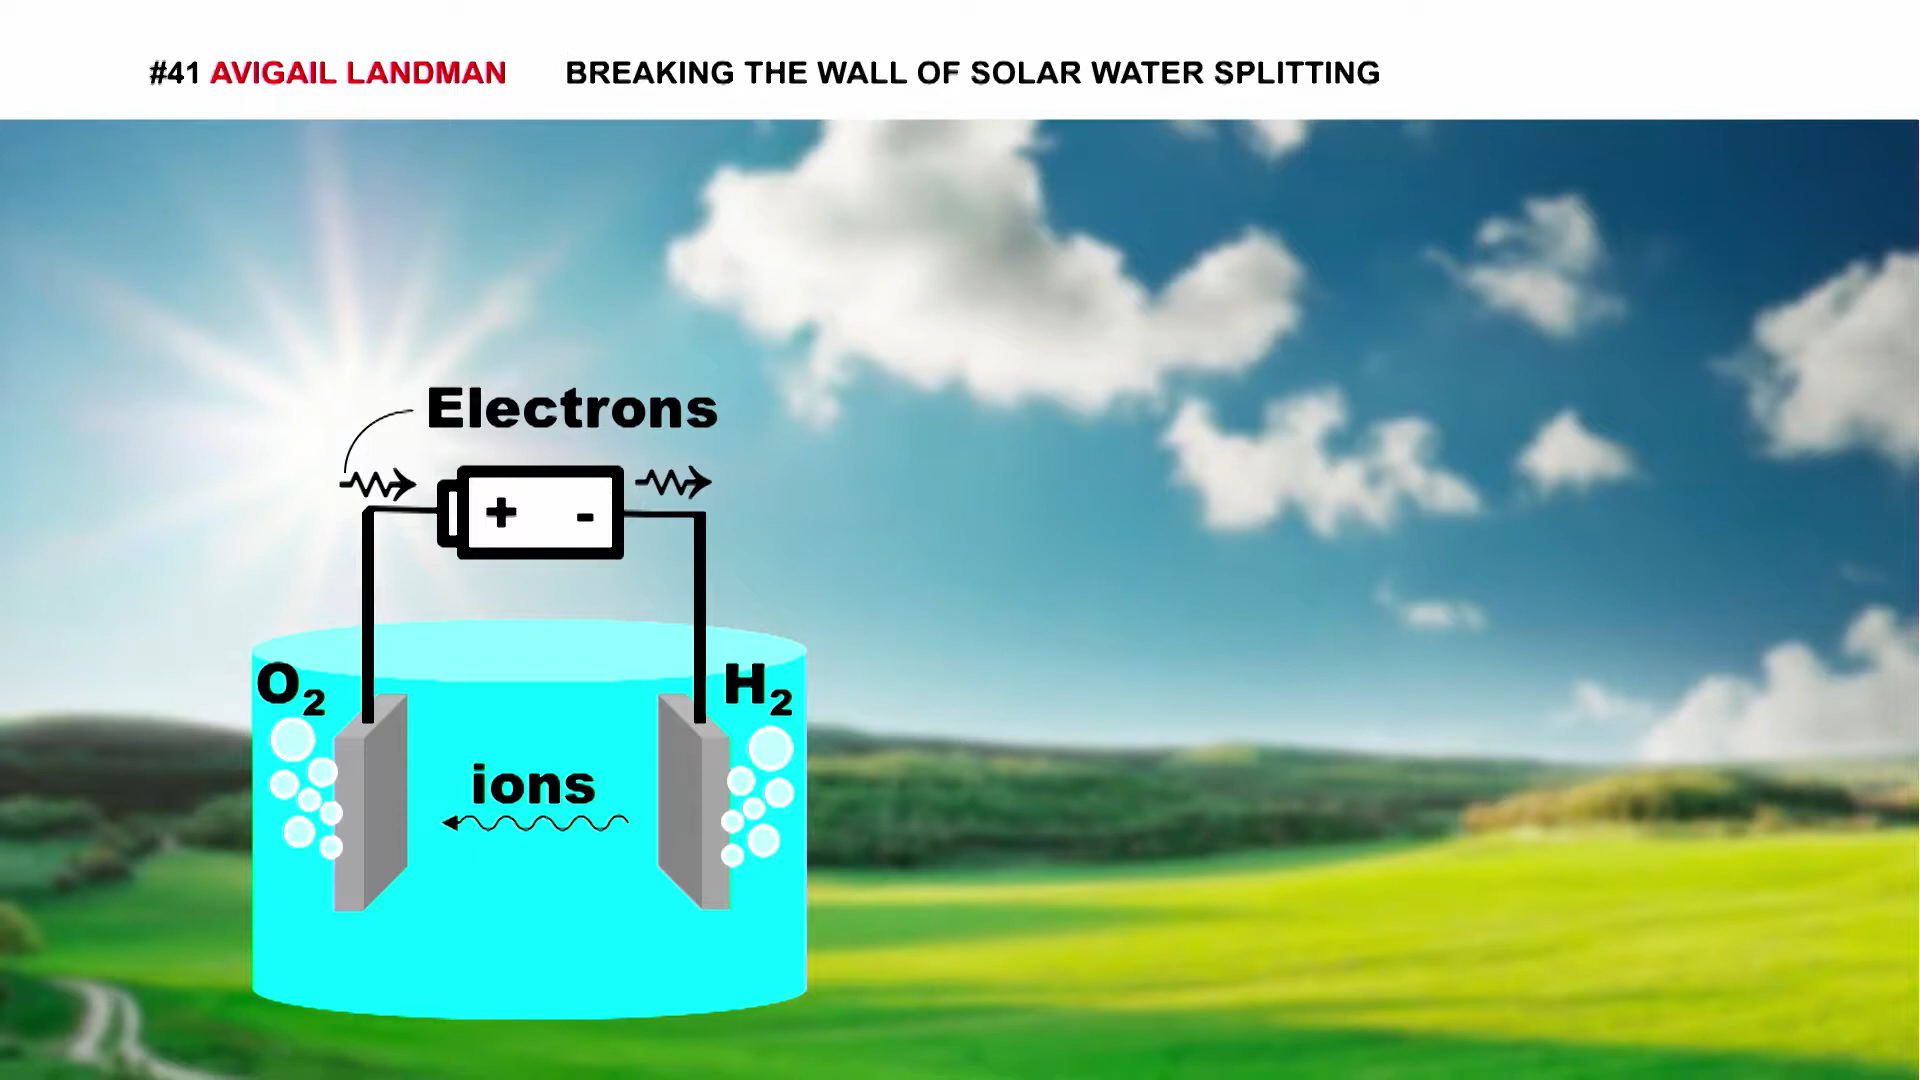 #41 AVIGAIL LANDMAN BREAKING THE WALL OF SOLAR WATER SPLITTING
Electrons
+ -
O₂ H₂
ions